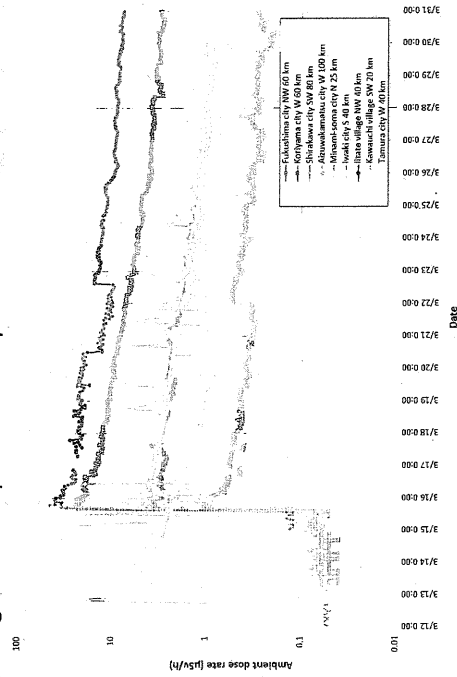 100
10
1
0.1
0.01
Ambient dose rate (µSv/h)
3/12 0:00
3/13 0:00
3/14 0:00
3/15 0:00
3/16 0:00
3/17 0:00
3/18 0:00
3/19 0:00
3/20 0:00
3/21 0:00
3/22 0:00
3/23 0:00
3/24 0:00
3/25 0:00
3/26 0:00
3/27 0:00
3/28 0:00
3/29 0:00
3/30 0:00
3/31 0:00
Date
Fukushima city NW 60 km
Koriyama city W 60 km
Shirakawa city SW 80 km
Aizuwakamatsu city W 100 km
Minami-soma city N 25 km
Iwaki city S 40 km
Iitate village NW 40 km
Kawauchi village SW 20 km
Tamura city W 40 km